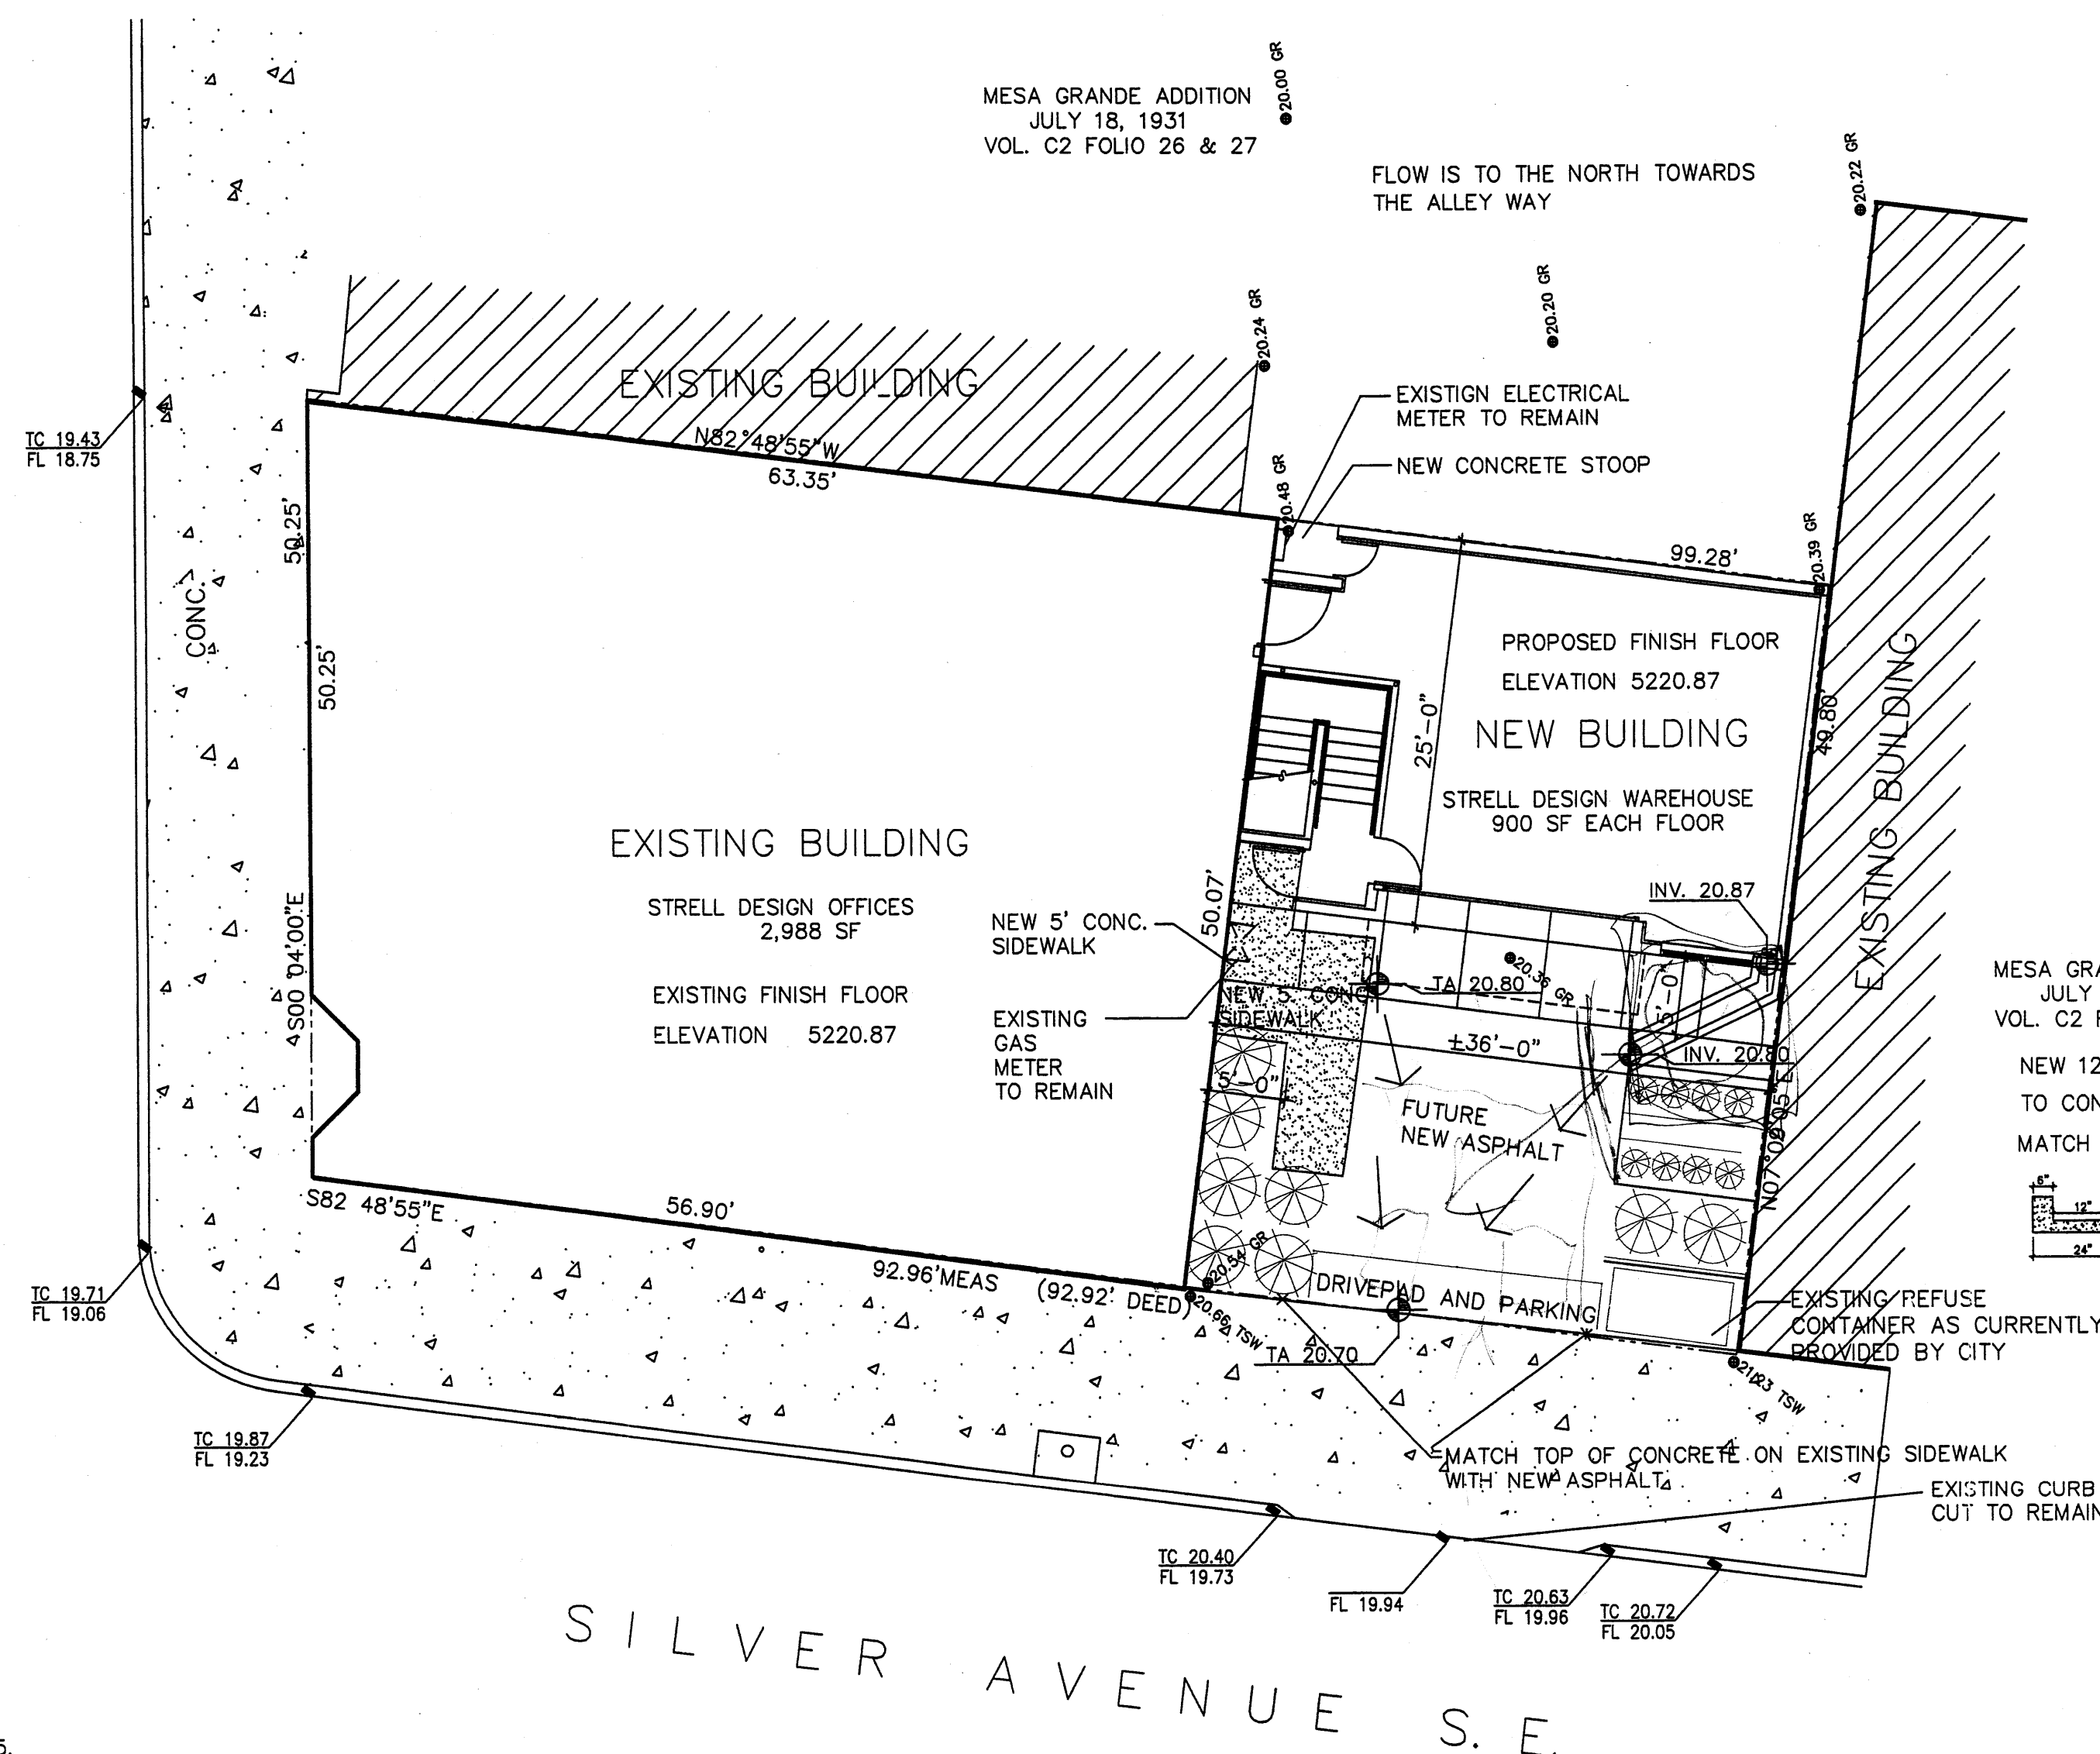 20.00 GR
MESA GRANDE ADDITION
JULY 18, 1931
VOL. C2 FOLIO 26 & 27
FLOW IS TO THE NORTH TOWARDS
THE ALLEY WAY
20.22 GR
20.24 GR
20.20 GR
EXISTING BUILDING
EXISTIGN ELECTRICAL
METER TO REMAIN
TC 19.43
FL 18.75
N82°48'55"W
63.35'
NEW CONCRETE STOOP
20.48 GR
50.25'
99.28'
20.39 GR
CONC.
50.25'
PROPOSED FINISH FLOOR
ELEVATION 5220.87
NEW BUILDING
25'-0"
49.80'
EXISTING BUILDING
STRELL DESIGN WAREHOUSE
900 SF EACH FLOOR
EXISTING BUILDING
STRELL DESIGN OFFICES
2,988 SF
EXISTING FINISH FLOOR
ELEVATION 5220.87
S00°04'00"E
50.07'
INV. 20.87
NEW 5' CONC.
SIDEWALK
EXISTING
GAS
METER
TO REMAIN
NEW 5' CONC.
SIDEWALK
TA 20.80
20.36 GR
5'-0"
±36'-0"
INV. 20.80
5'-0"
FUTURE
NEW ASPHALT
MESA GRA
JULY
VOL. C2 F
NEW 12
TO CON
MATCH
6"
12"
24"
S82 48'55"E
56.90'
92.96'MEAS
(92.92' DEED)
20.54 GR
20.66 TSW
DRIVEPAD AND PARKING
TA 20.70
EXISTING REFUSE
CONTAINER AS CURRENTLY
PROVIDED BY CITY
TSW
TC 19.71
FL 19.06
TC 19.87
FL 19.23
MATCH TOP OF CONCRETE ON EXISTING SIDEWALK
WITH NEW ASPHALT
EXISTING CURB
CUT TO REMAIN
TC 20.40
FL 19.73
FL 19.94
TC 20.63
FL 19.96
TC 20.72
FL 20.05
SILVER AVENUE S.E.
5.